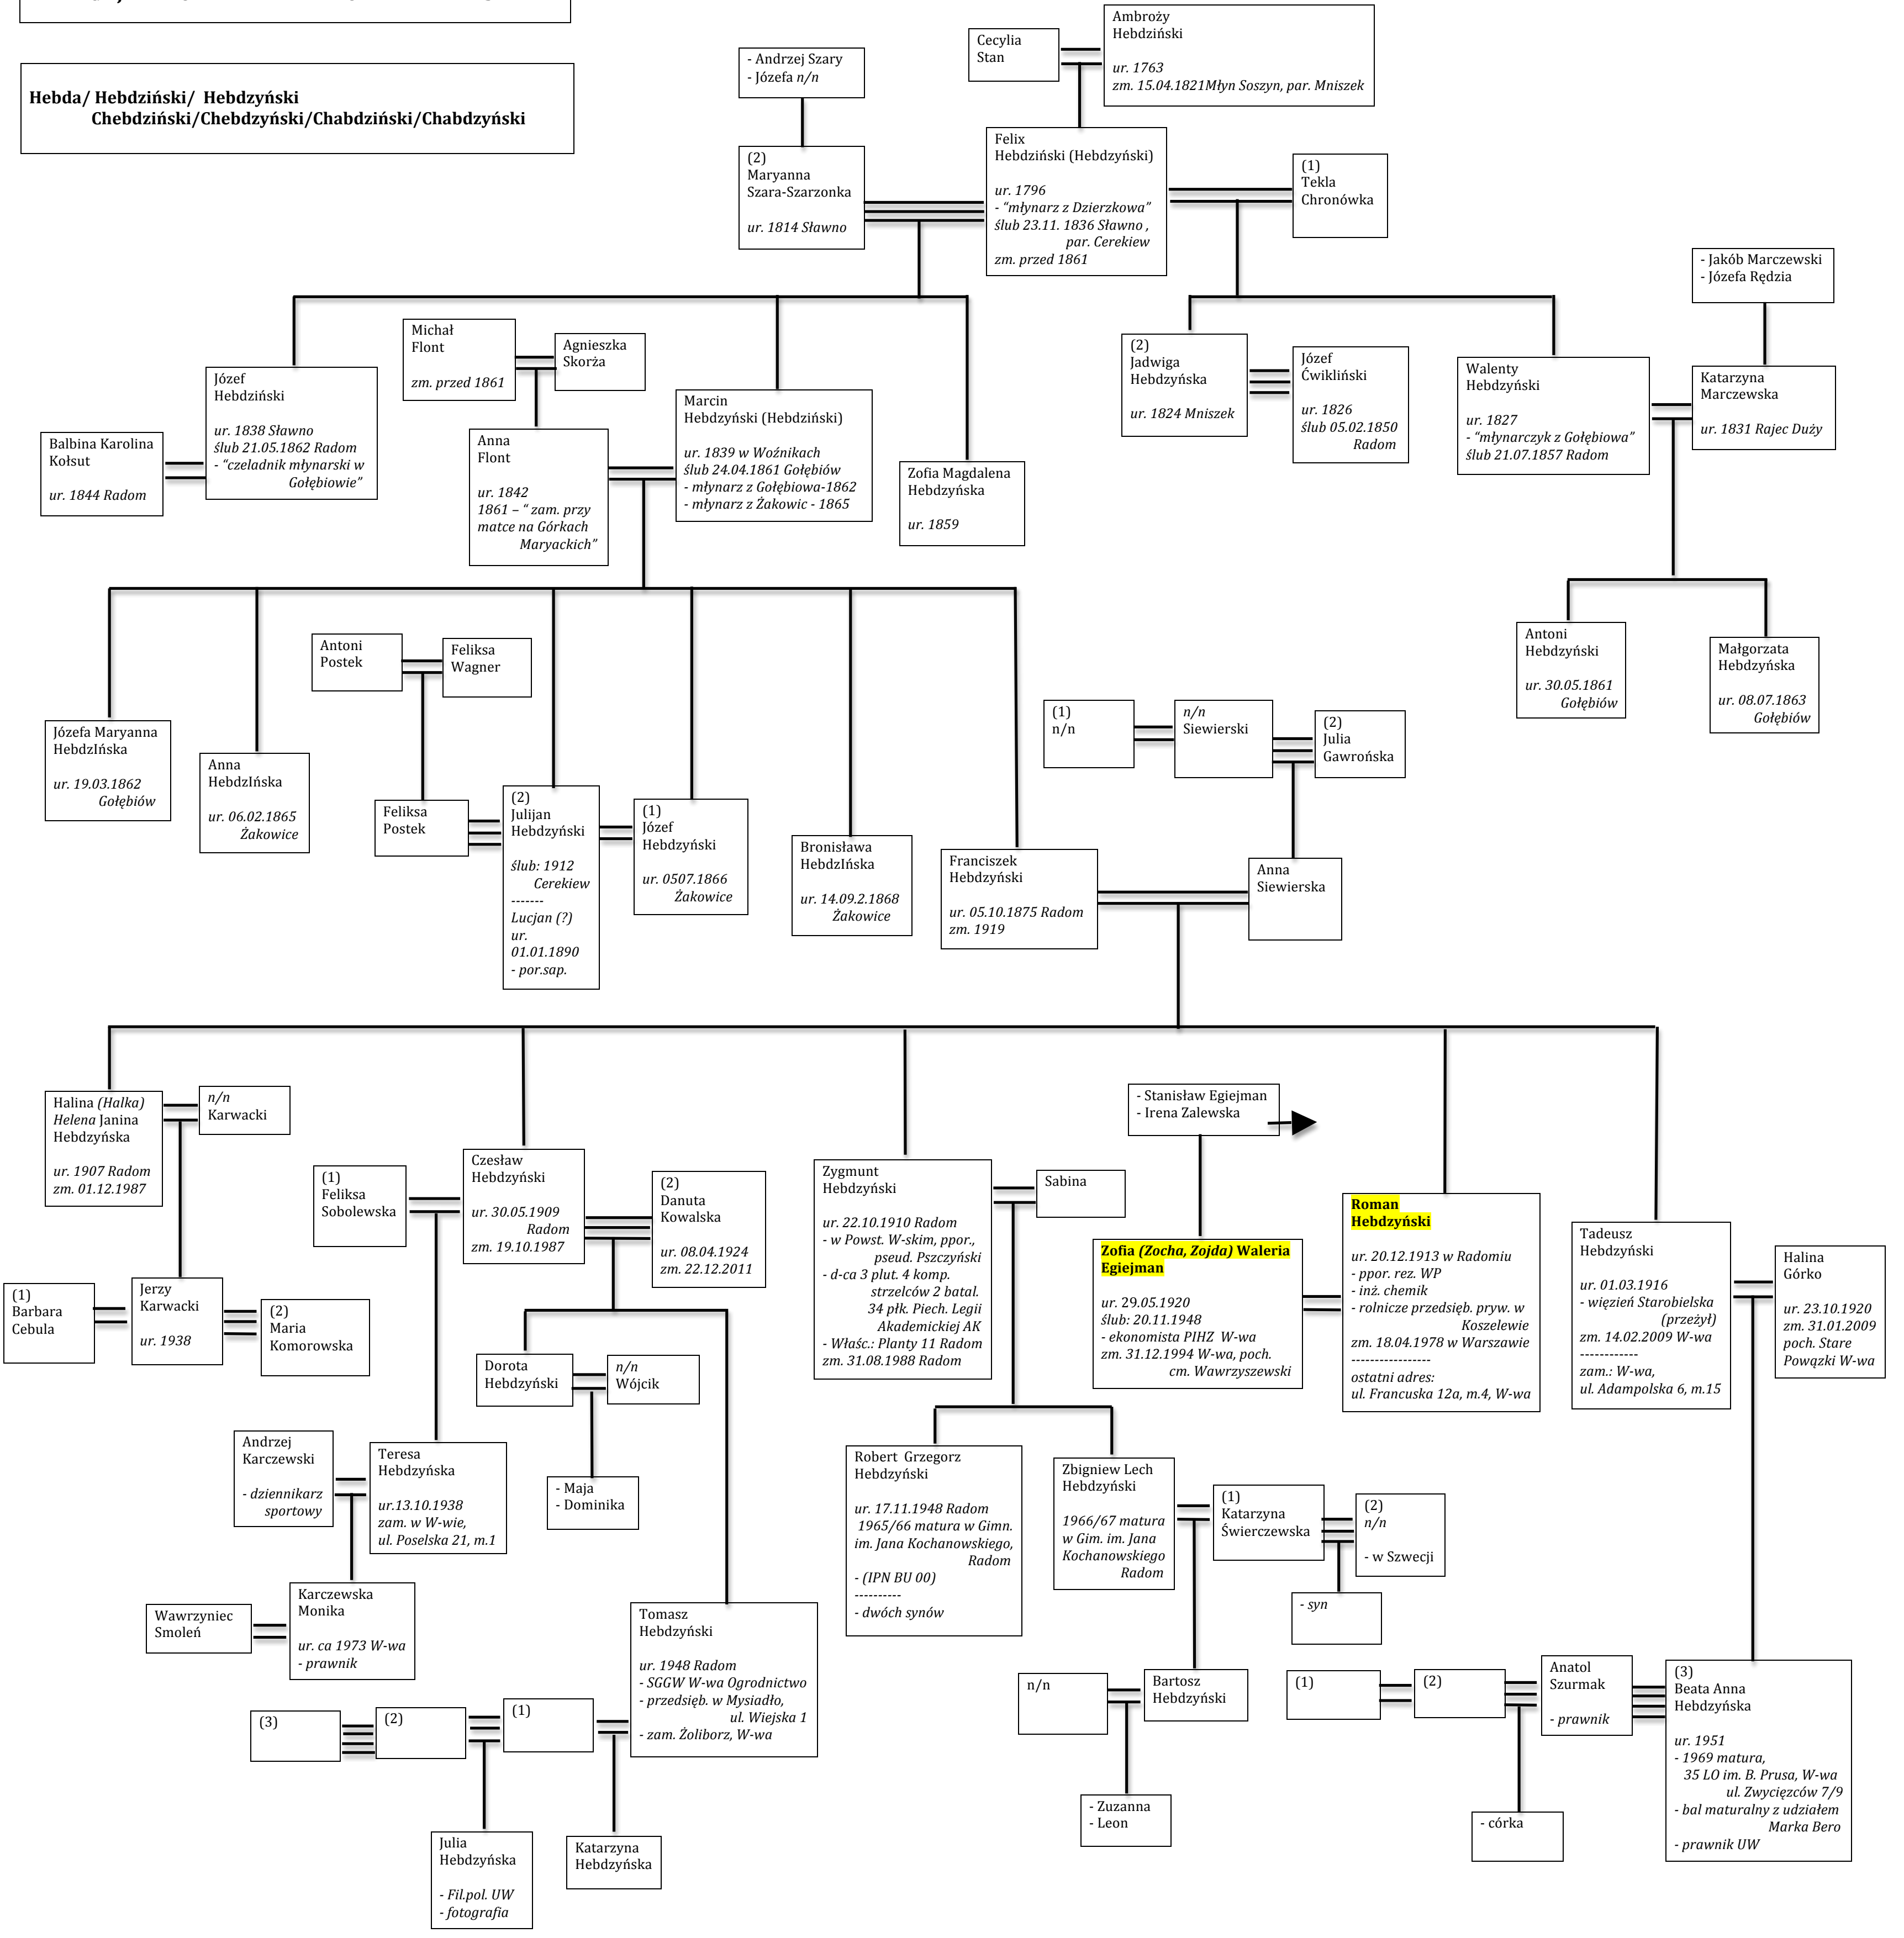 Hebda/ Hebdziński/ Hebdzyński
Chebdziński/Chebdzyński/Chabdziński/Chabdzyński
- Andrzej Szary
- Józefa n/n
Cecylia
Stan
Ambroży
Hebdziński
ur. 1763
zm. 15.04.1821Młyn Soszyn, par. Mniszek
(2)
Maryanna
Szara-Szarzonka
ur. 1814 Sławno
Felix
Hebdziński (Hebdzyński)
ur. 1796
- “młynarz z Dzierzkowa”
ślub 23.11. 1836 Sławno ,
par. Cerekiew
zm. przed 1861
(1)
Tekla
Chronówka
- Jakób Marczewski
- Józefa Rędzia
Balbina Karolina
Kołsut
ur. 1844 Radom
Józef
Hebdziński
ur. 1838 Sławno
ślub 21.05.1862 Radom
- “czeladnik młynarski w
Gołębiowie”
Michał
Flont
zm. przed 1861
Agnieszka
Skorża
Anna
Flont
ur. 1842
1861 – “ zam. przy
matce na Górkach
Maryackich”
Marcin
Hebdzyński (Hebdziński)
ur. 1839 w Woźnikach
ślub 24.04.1861 Gołębiów
- młynarz z Gołębiowa-1862
- młynarz z Żakowic - 1865
Zofia Magdalena
Hebdzyńska
ur. 1859
(2)
Jadwiga
Hebdzyńska
ur. 1824 Mniszek
Józef
Ćwikliński
ur. 1826
ślub 05.02.1850
Radom
Walenty
Hebdzyński
ur. 1827
- “młynarczyk z Gołębiowa”
ślub 21.07.1857 Radom
Katarzyna
Marczewska
ur. 1831 Rajec Duży
Józefa Maryanna
HebdzIńska
ur. 19.03.1862
Gołębiów
Anna
HebdzIńska
ur. 06.02.1865
Żakowice
Antoni
Postek
Feliksa
Wagner
Feliksa
Postek
(2)
Julijan
Hebdzyński
ślub: 1912
Cerekiew
-------
Lucjan (?)
ur.
01.01.1890
- por.sap.
(1)
Józef
Hebdzyński
ur. 0507.1866
Żakowice
Bronisława
HebdzIńska
ur. 14.09.2.1868
Żakowice
Franciszek
Hebdzyński
ur. 05.10.1875 Radom
zm. 1919
(1)
n/n
n/n
Siewierski
(2)
Julia
Gawrońska
Anna
Siewierska
Antoni
Hebdzyński
ur. 30.05.1861
Gołębiów
Małgorzata
Hebdzyńska
ur. 08.07.1863
Gołębiów
Halina (Halka)
Helena Janina
Hebdzyńska
ur. 1907 Radom
zm. 01.12.1987
n/n
Karwacki
(1)
Feliksa
Sobolewska
Czesław
Hebdzyński
ur. 30.05.1909
Radom
zm. 19.10.1987
(2)
Danuta
Kowalska
ur. 08.04.1924
zm. 22.12.2011
Zygmunt
Hebdzyński
ur. 22.10.1910 Radom
- w Powst. W-skim, ppor.,
pseud. Pszczyński
- d-ca 3 plut. 4 komp.
strzelców 2 batal.
34 płk. Piech. Legii
Akademickiej AK
- Właśc.: Planty 11 Radom
zm. 31.08.1988 Radom
Sabina
- Stanisław Egiejman
- Irena Zalewska
Zofia (Zocha, Zojda) Waleria
Egiejman
ur. 29.05.1920
ślub: 20.11.1948
- ekonomista PIHZ W-wa
zm. 31.12.1994 W-wa, poch.
cm. Wawrzyszewski
Roman
Hebdzyński
ur. 20.12.1913 w Radomiu
- ppor. rez. WP
- inż. chemik
- rolnicze przedsięb. pryw. w
Koszelewie
zm. 18.04.1978 w Warszawie
----------------
ostatni adres:
ul. Francuska 12a, m.4, W-wa
Tadeusz
Hebdzyński
ur. 01.03.1916
- więzień Starobielska
(przeżył)
zm. 14.02.2009 W-wa
------------
zam.: W-wa,
ul. Adampolska 6, m.15
Halina
Górko
ur. 23.10.1920
zm. 31.01.2009
poch. Stare
Powązki W-wa
(1)
Barbara
Cebula
Jerzy
Karwacki
ur. 1938
(2)
Maria
Komorowska
Dorota
Hebdzyński
n/n
Wójcik
- Maja
- Dominika
Andrzej
Karczewski
- dziennikarz
sportowy
Teresa
Hebdzyńska
ur.13.10.1938
zam. w W-wie,
ul. Poselska 21, m.1
Wawrzyniec
Smoleń
Karczewska
Monika
ur. ca 1973 W-wa
- prawnik
Tomasz
Hebdzyński
ur. 1948 Radom
- SGGW W-wa Ogrodnictwo
- przedsięb. w Mysiadło,
ul. Wiejska 1
- zam. Żoliborz, W-wa
(3)
(2)
(1)
Julia
Hebdzyńska
- Fil.pol. UW
- fotografia
Katarzyna
Hebdzyńska
Robert Grzegorz
Hebdzyński
ur. 17.11.1948 Radom
1965/66 matura w Gimn.
im. Jana Kochanowskiego,
Radom
- (IPN BU 00)
----------
- dwóch synów
Zbigniew Lech
Hebdzyński
1966/67 matura
w Gim. im. Jana
Kochanowskiego
Radom
(1)
Katarzyna
Świerczewska
(2)
n/n
- w Szwecji
- syn
n/n
Bartosz
Hebdzyński
- Zuzanna
- Leon
(1)
(2)
Anatol
Szurmak
- prawnik
- córka
(3)
Beata Anna
Hebdzyńska
ur. 1951
- 1969 matura,
35 LO im. B. Prusa, W-wa
ul. Zwycięzców 7/9
- bal maturalny z udziałem
Marka Bero
- prawnik UW